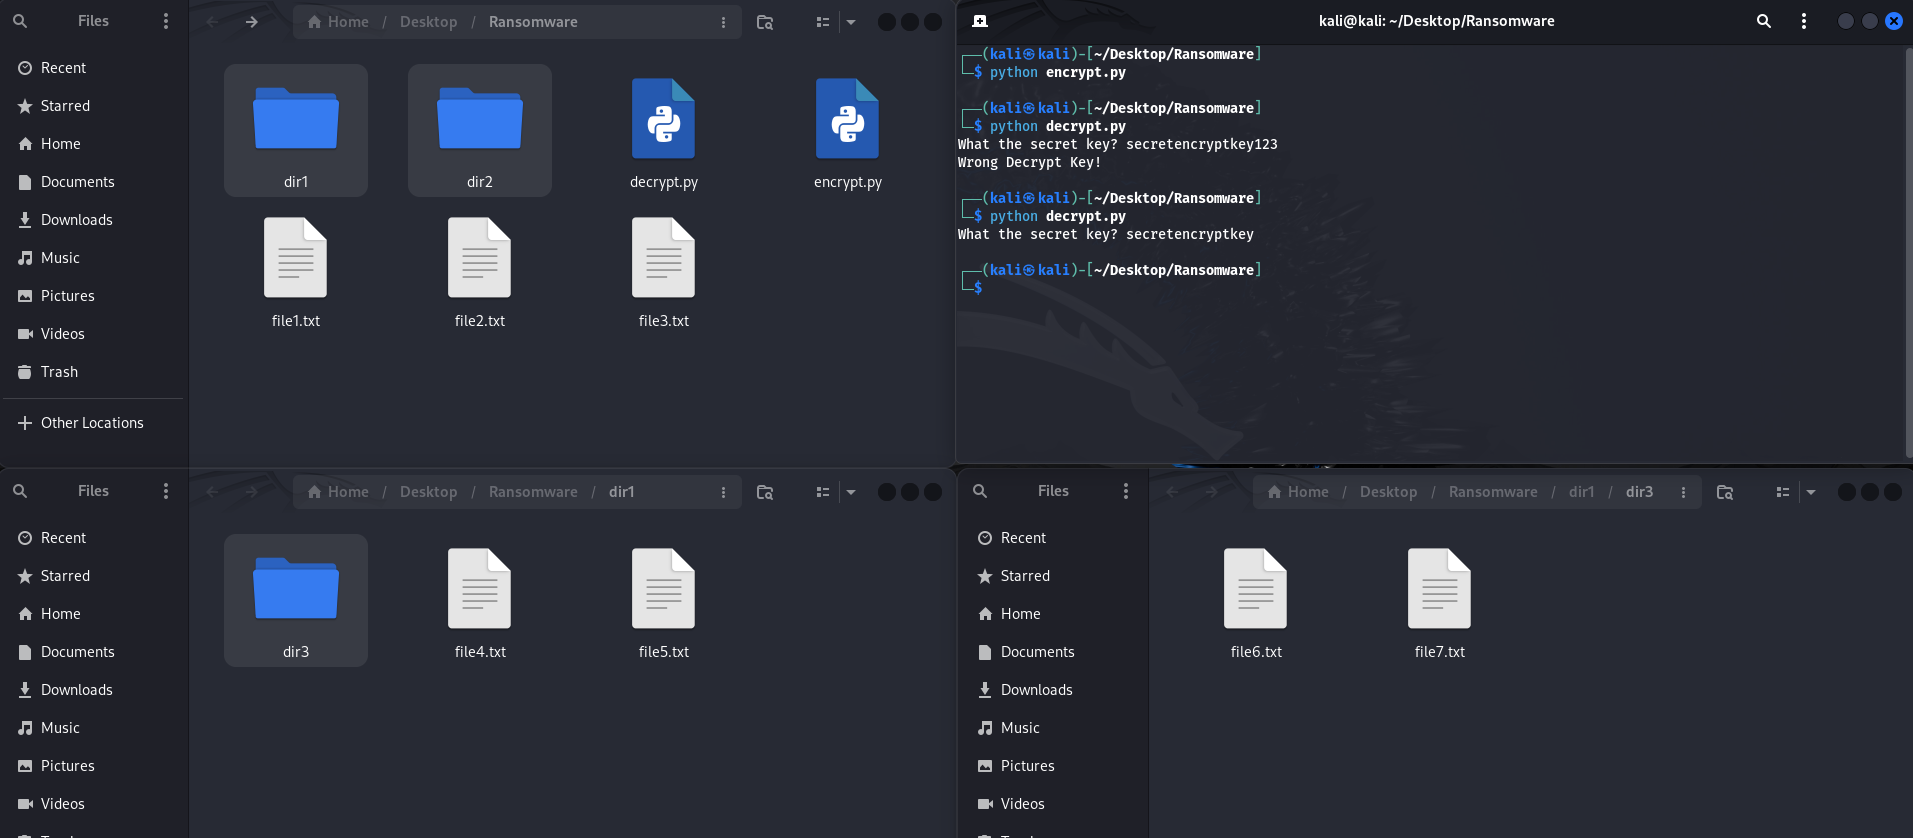 Files
Home / Desktop / Ransomware
Recent
Starred
Home
Documents
Downloads
Music
Pictures
Videos
Trash
Other Locations
dir1
dir2
decrypt.py
encrypt.py
file1.txt
file2.txt
file3.txt
kali@kali: ~/Desktop/Ransomware
┌──(kali㉿kali)-[~/Desktop/Ransomware]
└─$ python encrypt.py
┌──(kali㉿kali)-[~/Desktop/Ransomware]
└─$ python decrypt.py
What the secret key? secretencryptkey123
Wrong Decrypt Key!
┌──(kali㉿kali)-[~/Desktop/Ransomware]
└─$ python decrypt.py
What the secret key? secretencryptkey
┌──(kali㉿kali)-[~/Desktop/Ransomware]
└─$
Files
Home / Desktop / Ransomware / dir1
Recent
Starred
Home
Documents
Downloads
Music
Pictures
Videos
dir3
file4.txt
file5.txt
Files
Home / Desktop / Ransomware / dir1 / dir3
Recent
Starred
Home
Documents
Downloads
Music
Pictures
Videos
file6.txt
file7.txt